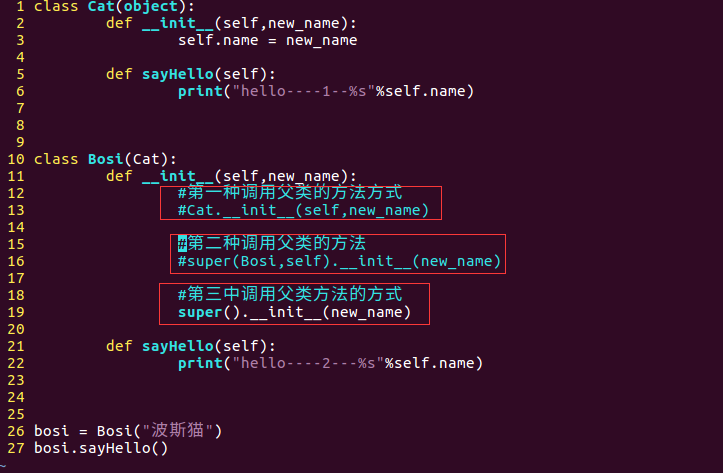 1 class Cat(object):
2         def __init__(self,new_name):
3                 self.name = new_name
4
5         def sayHello(self):
6                 print("hello----1--%s"%self.name)
7
8
9
10 class Bosi(Cat):
11         def __init__(self,new_name):
12                 #第一种调用父类的方法方式
13                 #Cat.__init__(self,new_name)
14
15                 #第二种调用父类的方法
16                 #super(Bosi,self).__init__(new_name)
17
18                 #第三中调用父类方法的方式
19                 super().__init__(new_name)
20
21         def sayHello(self):
22                 print("hello----2---%s"%self.name)
23
24
25
26 bosi = Bosi("波斯猫")
27 bosi.sayHello()
~